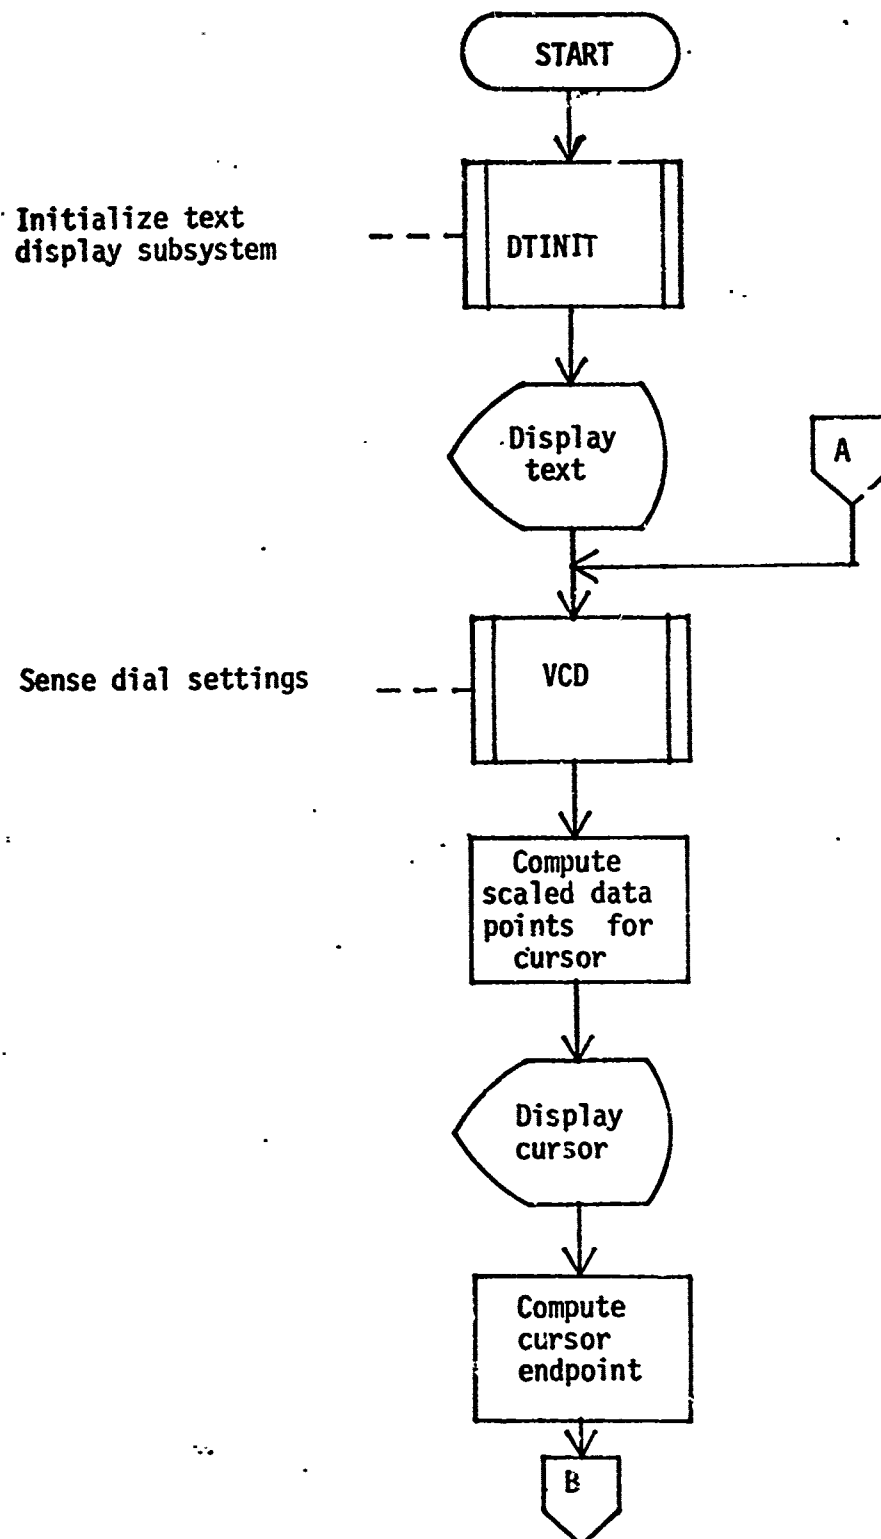 START
Initialize text
display subsystem
DTINIT
Display
text
A
Sense dial settings
VCD
Compute
scaled data
points for
cursor
Display
cursor
Compute
cursor
endpoint
B